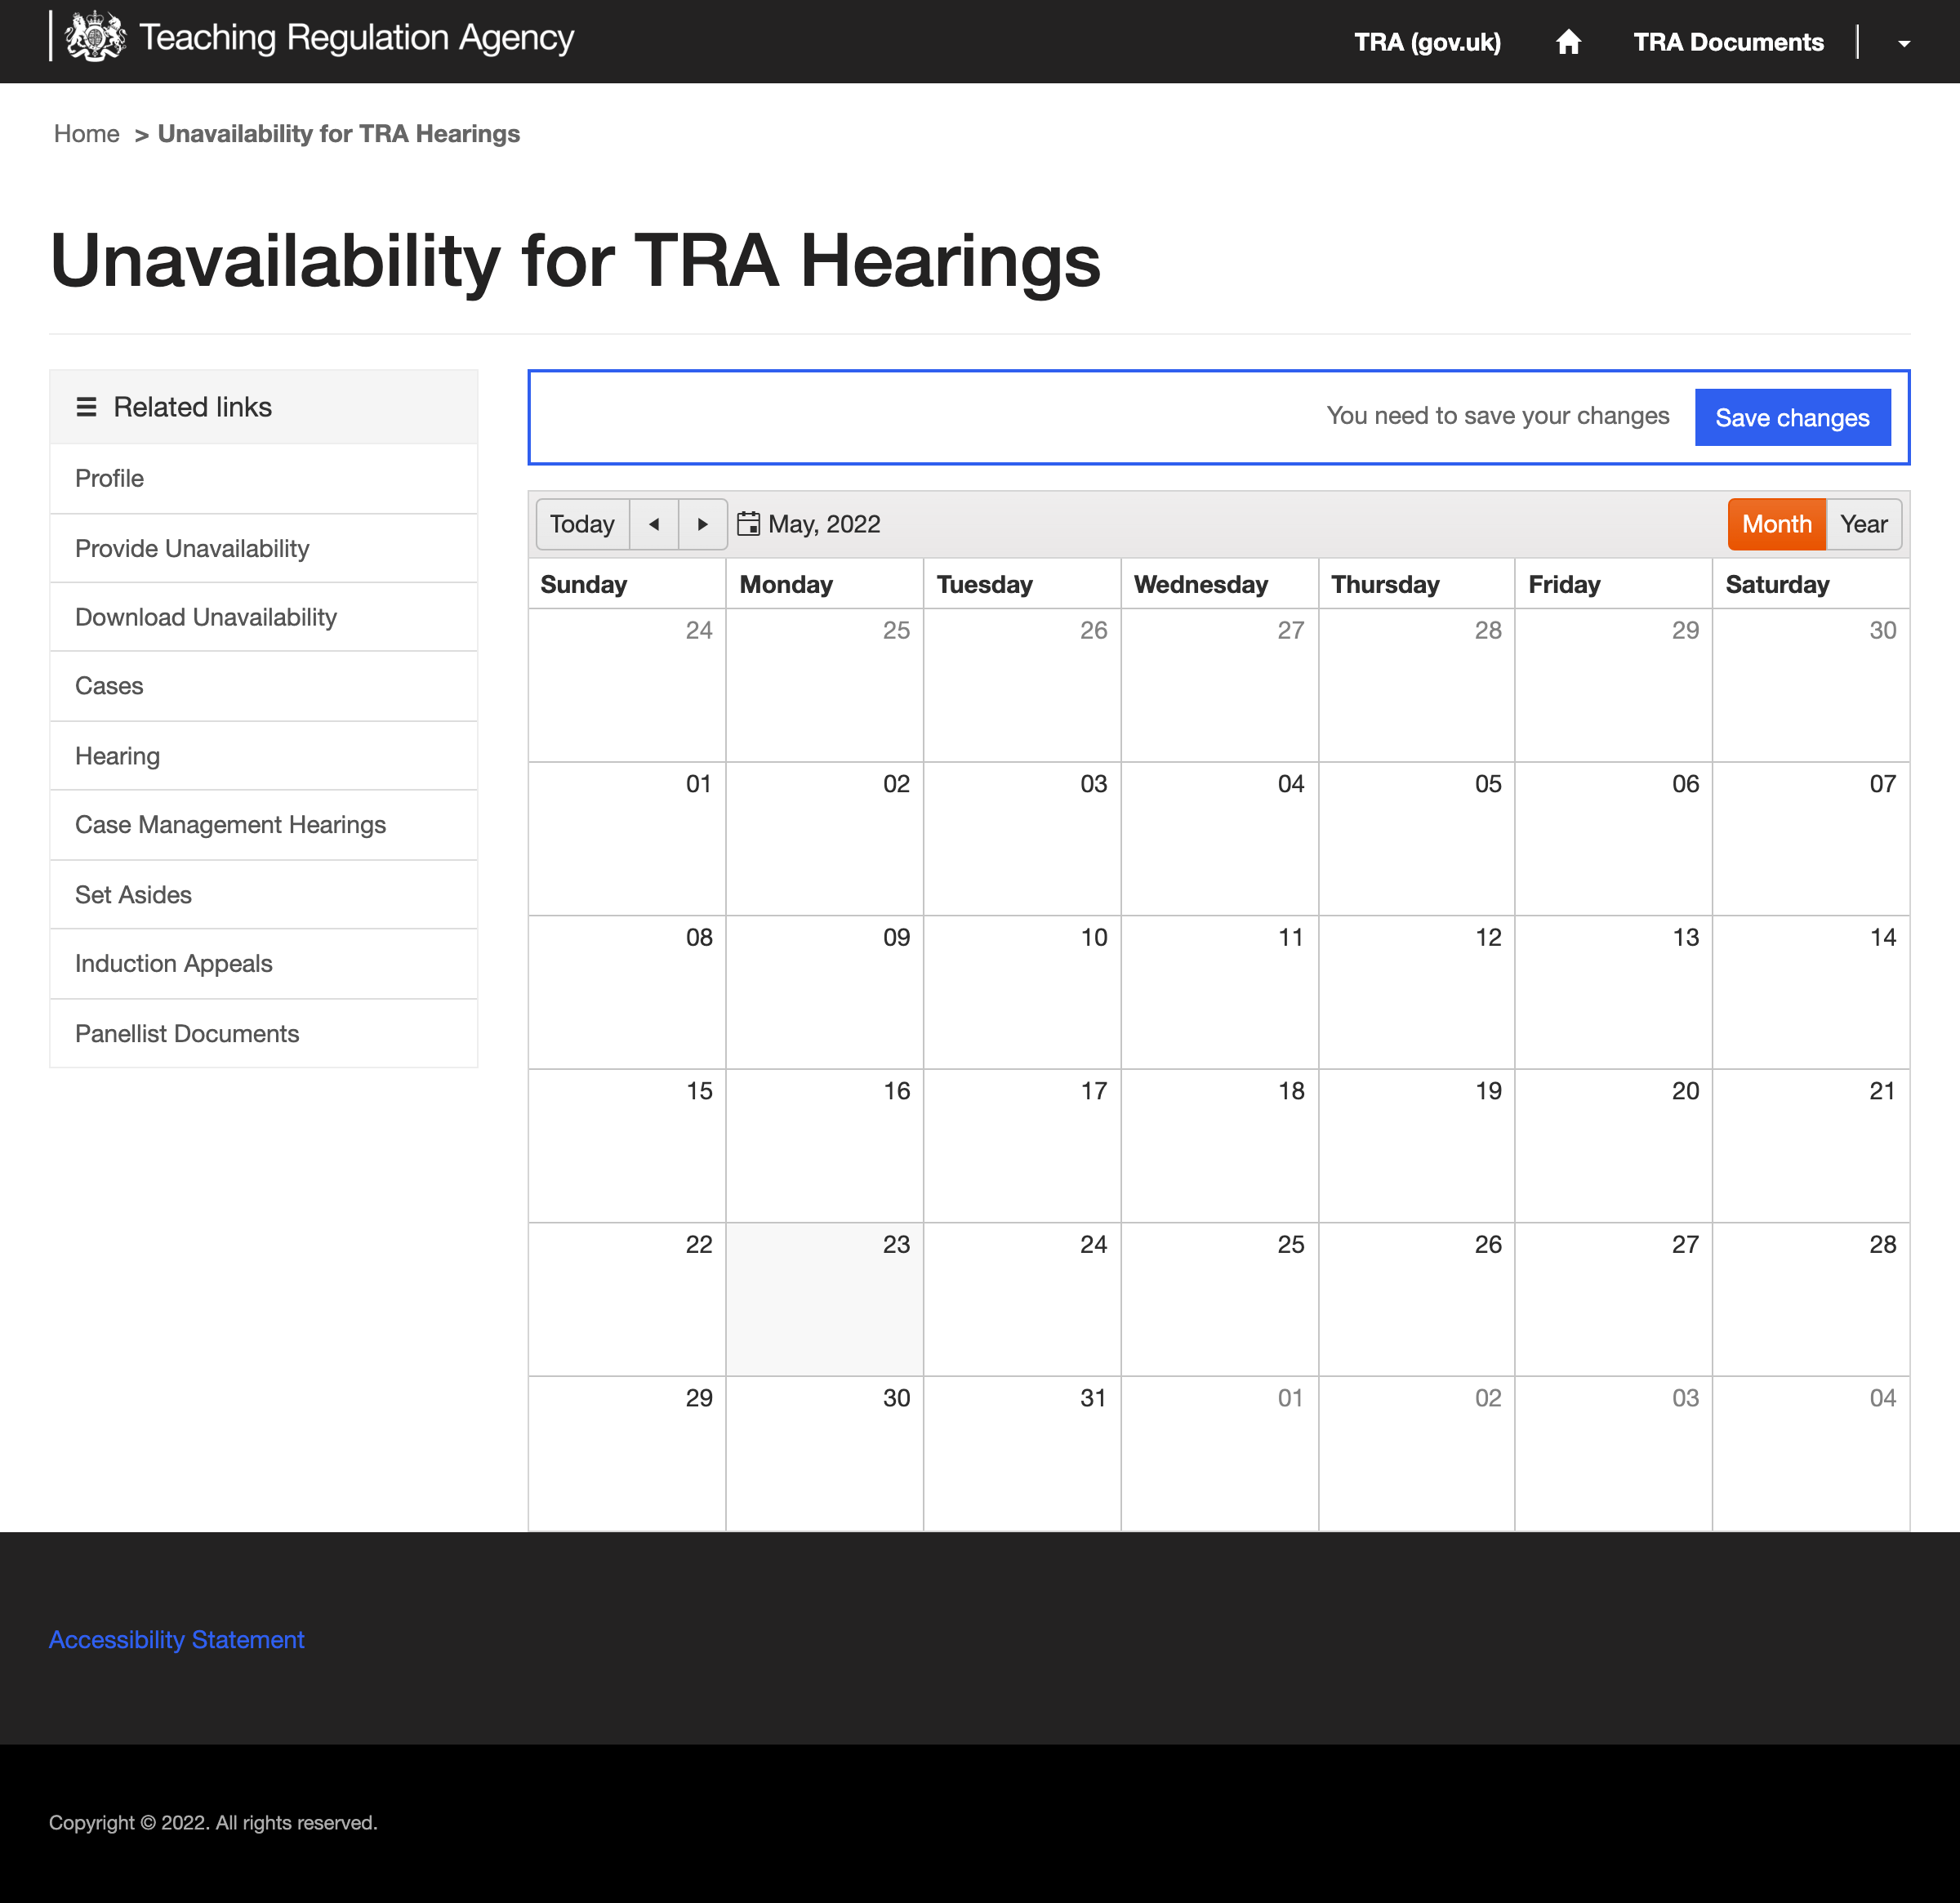 Teaching Regulation Agency
TRA (gov.uk)
TRA Documents
Home > Unavailability for TRA Hearings
Unavailability for TRA Hearings
Related links
Profile
Provide Unavailability
Download Unavailability
Cases
Hearing
Case Management Hearings
Set Asides
Induction Appeals
Panellist Documents
You need to save your changes
Save changes
Today
May, 2022
Month
Year
Sunday Monday Tuesday Wednesday Thursday Friday Saturday
24 25 26 27 28 29 30
01 02 03 04 05 06 07
08 09 10 11 12 13 14
15 16 17 18 19 20 21
22 23 24 25 26 27 28
29 30 31 01 02 03 04
Accessibility Statement
Copyright © 2022. All rights reserved.